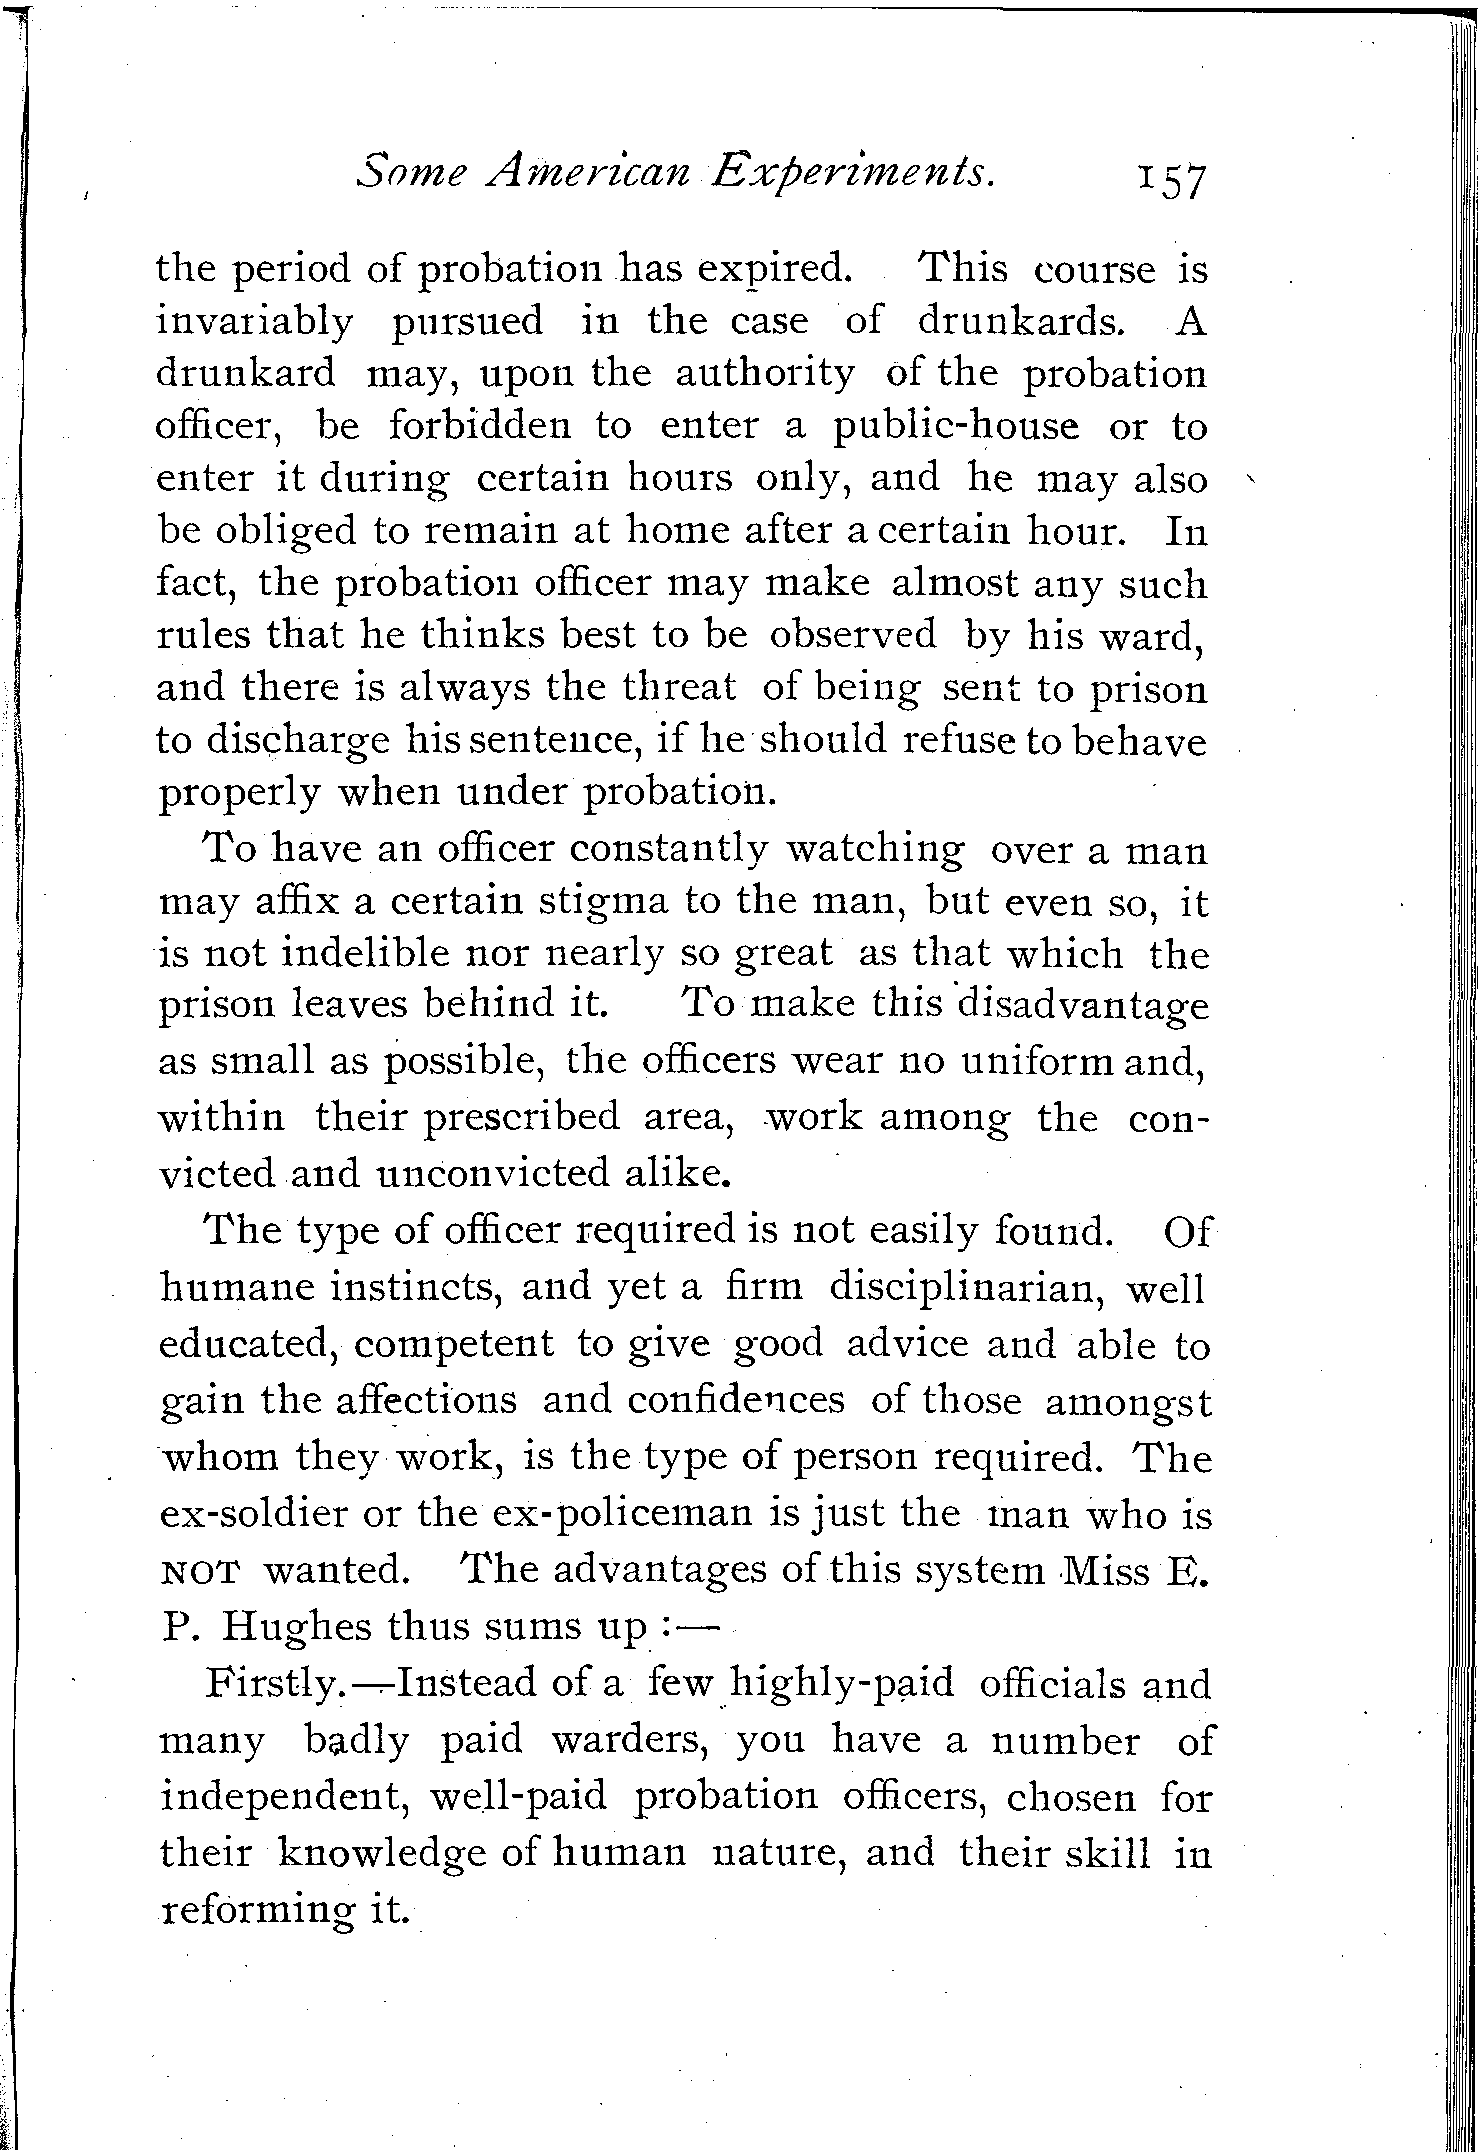 Some American Experiments. 157
the period of probation has expired. This course is
invariably pursued in the case of drunkards. A
drunkard may, upon the authority of the probation
officer, be forbidden to enter a public-house or to
enter it during certain hours only, and he may also
be obliged to remain at home after a certain hour. In
fact, the probation officer may make almost any such
rules that he thinks best to be observed by his ward,
and there is always the threat of being sent to prison
to discharge his sentence, if he should refuse to behave
properly when under probation.
To have an officer constantly watching over a man
may affix a certain stigma to the man, but even so, it
is not indelible nor nearly so great as that which the
prison leaves behind it. To make this disadvantage
as small as possible, the officers wear no uniform and,
within their prescribed area, work among the con-
victed and unconvicted alike.
The type of officer required is not easily found. Of
humane instincts, and yet a firm disciplinarian, well
educated, competent to give good advice and able to
gain the affections and confidences of those amongst
whom they work, is the type of person required. The
ex-soldier or the ex-policeman is just the man who is
NOT wanted. The advantages of this system Miss E.
P. Hughes thus sums up :—
Firstly.—Instead of a few highly-paid officials and
many badly paid warders, you have a number of
independent, well-paid probation officers, chosen for
their knowledge of human nature, and their skill in
reforming it.